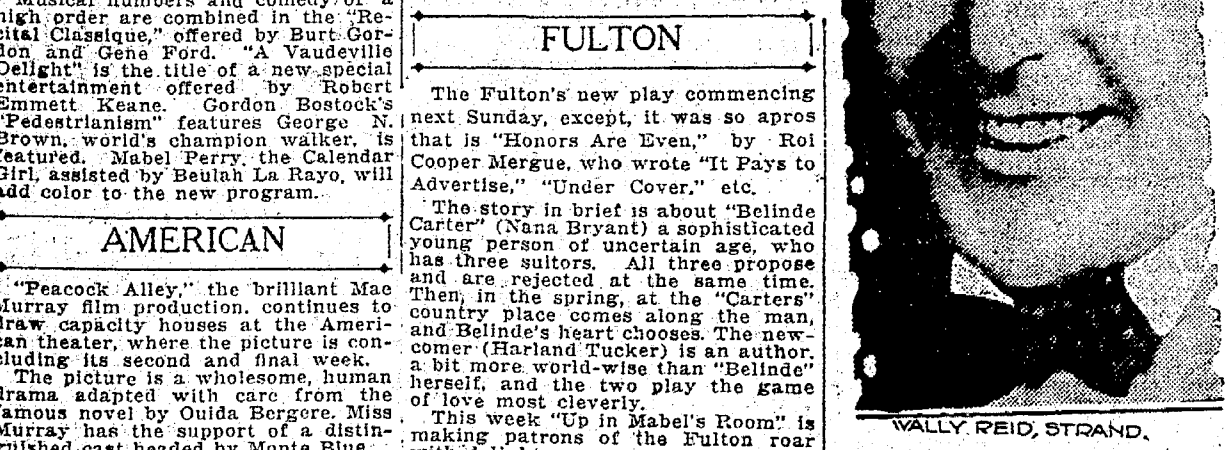 Musical numbers and comedy of a
high order are combined in the "Re-
cital Classique," offered by Burt Gor-
don and Gene Ford. "A Vaudeville
Delight" is the title of a new special
entertainment offered by Robert
Emmett Keane. Gordon Bostock's
"Pedestrianism" features George N.
Brown, world's champion walker, is
featured. Mabel Perry, the Calendar
Girl, assisted by Beulah La Rayo, will
add color to the new program.
AMERICAN
"Peacock Alley," the brilliant Mae
Murray film production, continues to
draw capacity houses at the Ameri-
can theater, where the picture is con-
cluding its second and final week.
The picture is a wholesome, human
drama adapted with care from the
famous novel by Ouida Bergere. Miss
Murray has the support of a distin-
guished cast headed by Monte Blue
FULTON
The Fulton's new play commencing
next Sunday, except, it was so apros
that is "Honors Are Even," by Roi
Cooper Mergue, who wrote "It Pays to
Advertise," "Under Cover," etc.
The story in brief is about "Belinde
Carter" (Nana Bryant) a sophisticated
young person of uncertain age, who
has three suitors. All three propose
and are rejected at the same time.
Then, in the spring, at the "Carters"
country place comes along the man,
and Belinde's heart chooses. The new-
comer (Harland Tucker) is an author,
a bit more world-wise than "Belinde"
herself, and the two play the game
of love most cleverly.
This week "Up in Mabel's Room" is
making patrons of the Fulton roar
WALLY REID, STRAND.